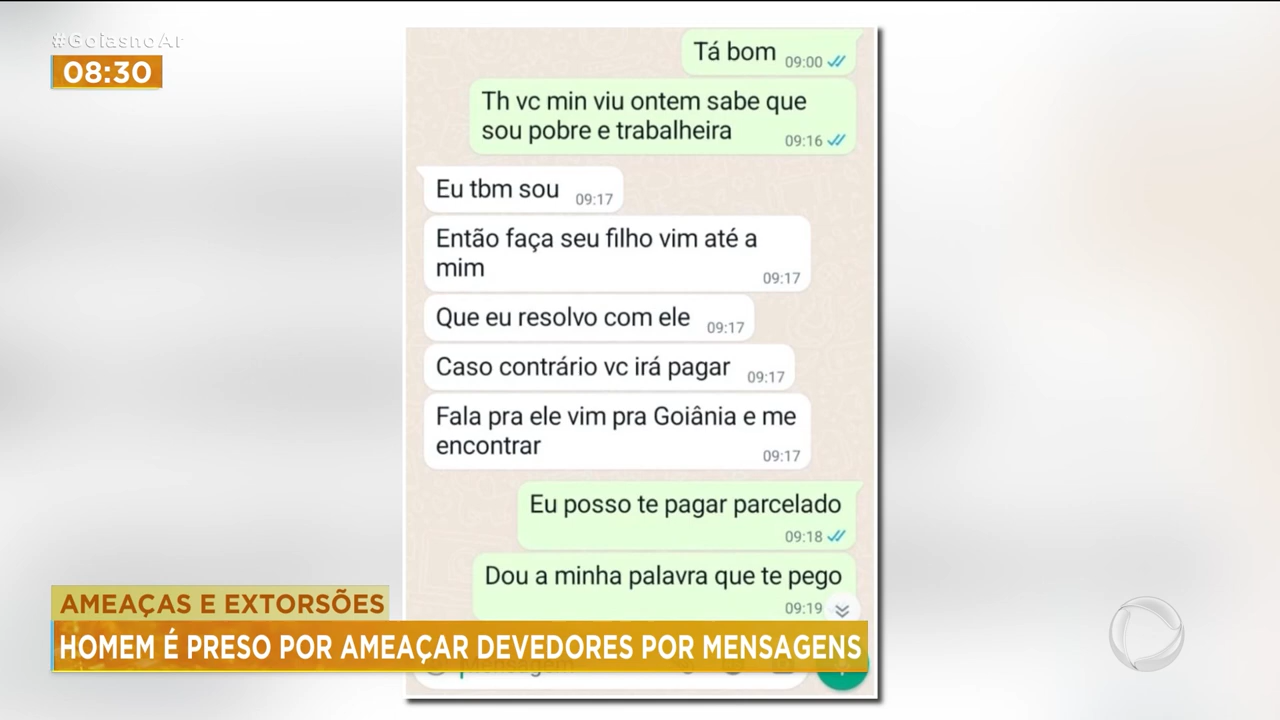 #GoiasnoAr
08:30
Tá bom
09:00
Th vc min viu ontem sabe que
sou pobre e trabalheira
09:16
Eu tbm sou
09:17
Então faça seu filho vim até a
mim
09:17
Que eu resolvo com ele
09:17
Caso contrário vc irá pagar
09:17
Fala pra ele vim pra Goiânia e me
encontrar
09:17
Eu posso te pagar parcelado
09:18
Dou a minha palavra que te pego
09:19
AMEAÇAS E EXTORSÕES
HOMEM É PRESO POR AMEAÇAR DEVEDORES POR MENSAGENS
Mensagem